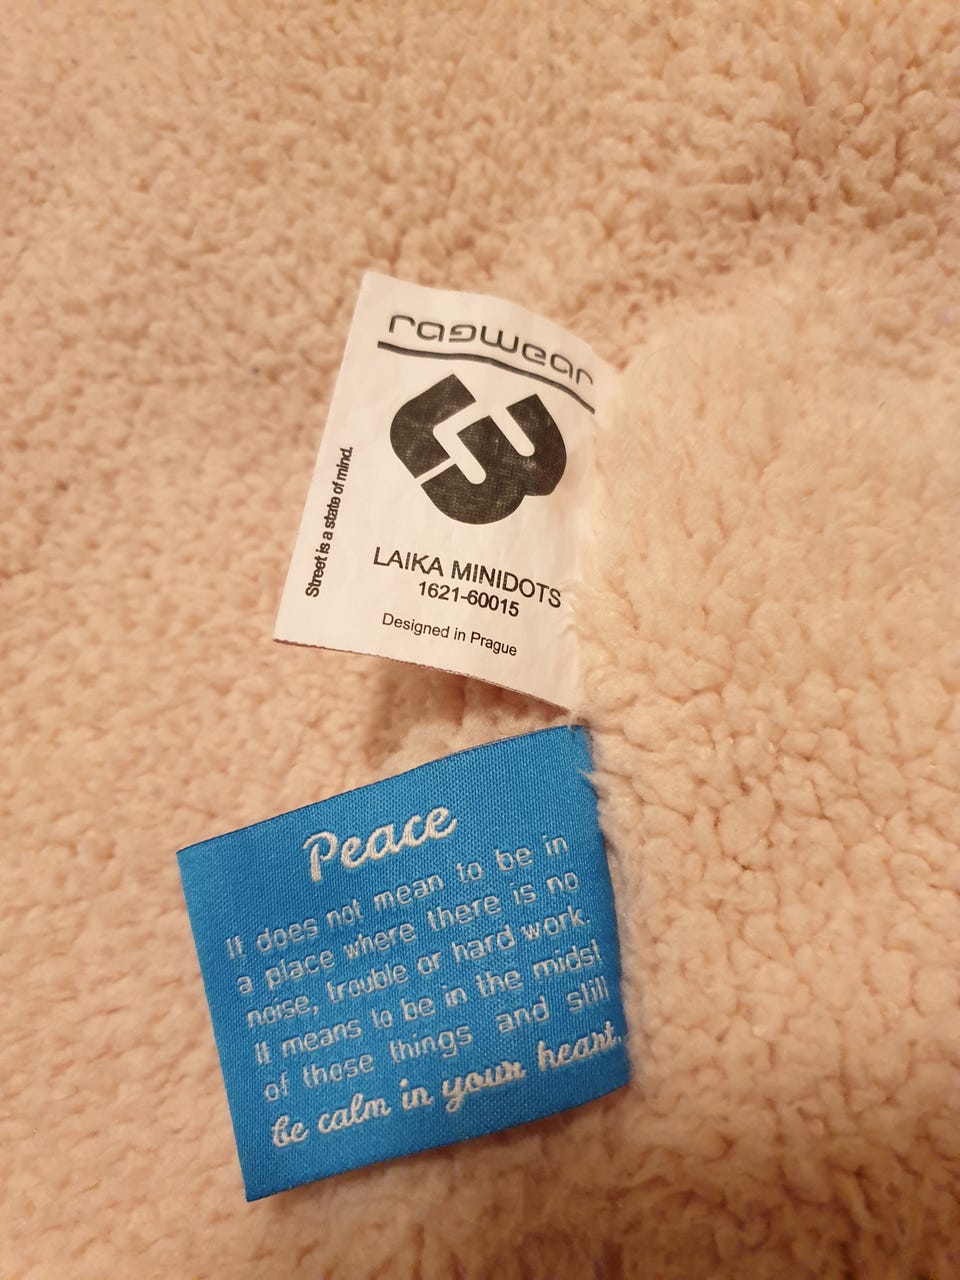 ragwear
Street is a state of mind.
LAIKA MINIDOTS
1621-60015
Designed in Prague
Peace
It does not mean to be in
a place where there is no
noise, trouble or hard work.
It means to be in the midst
of those things and still
be calm in your heart.